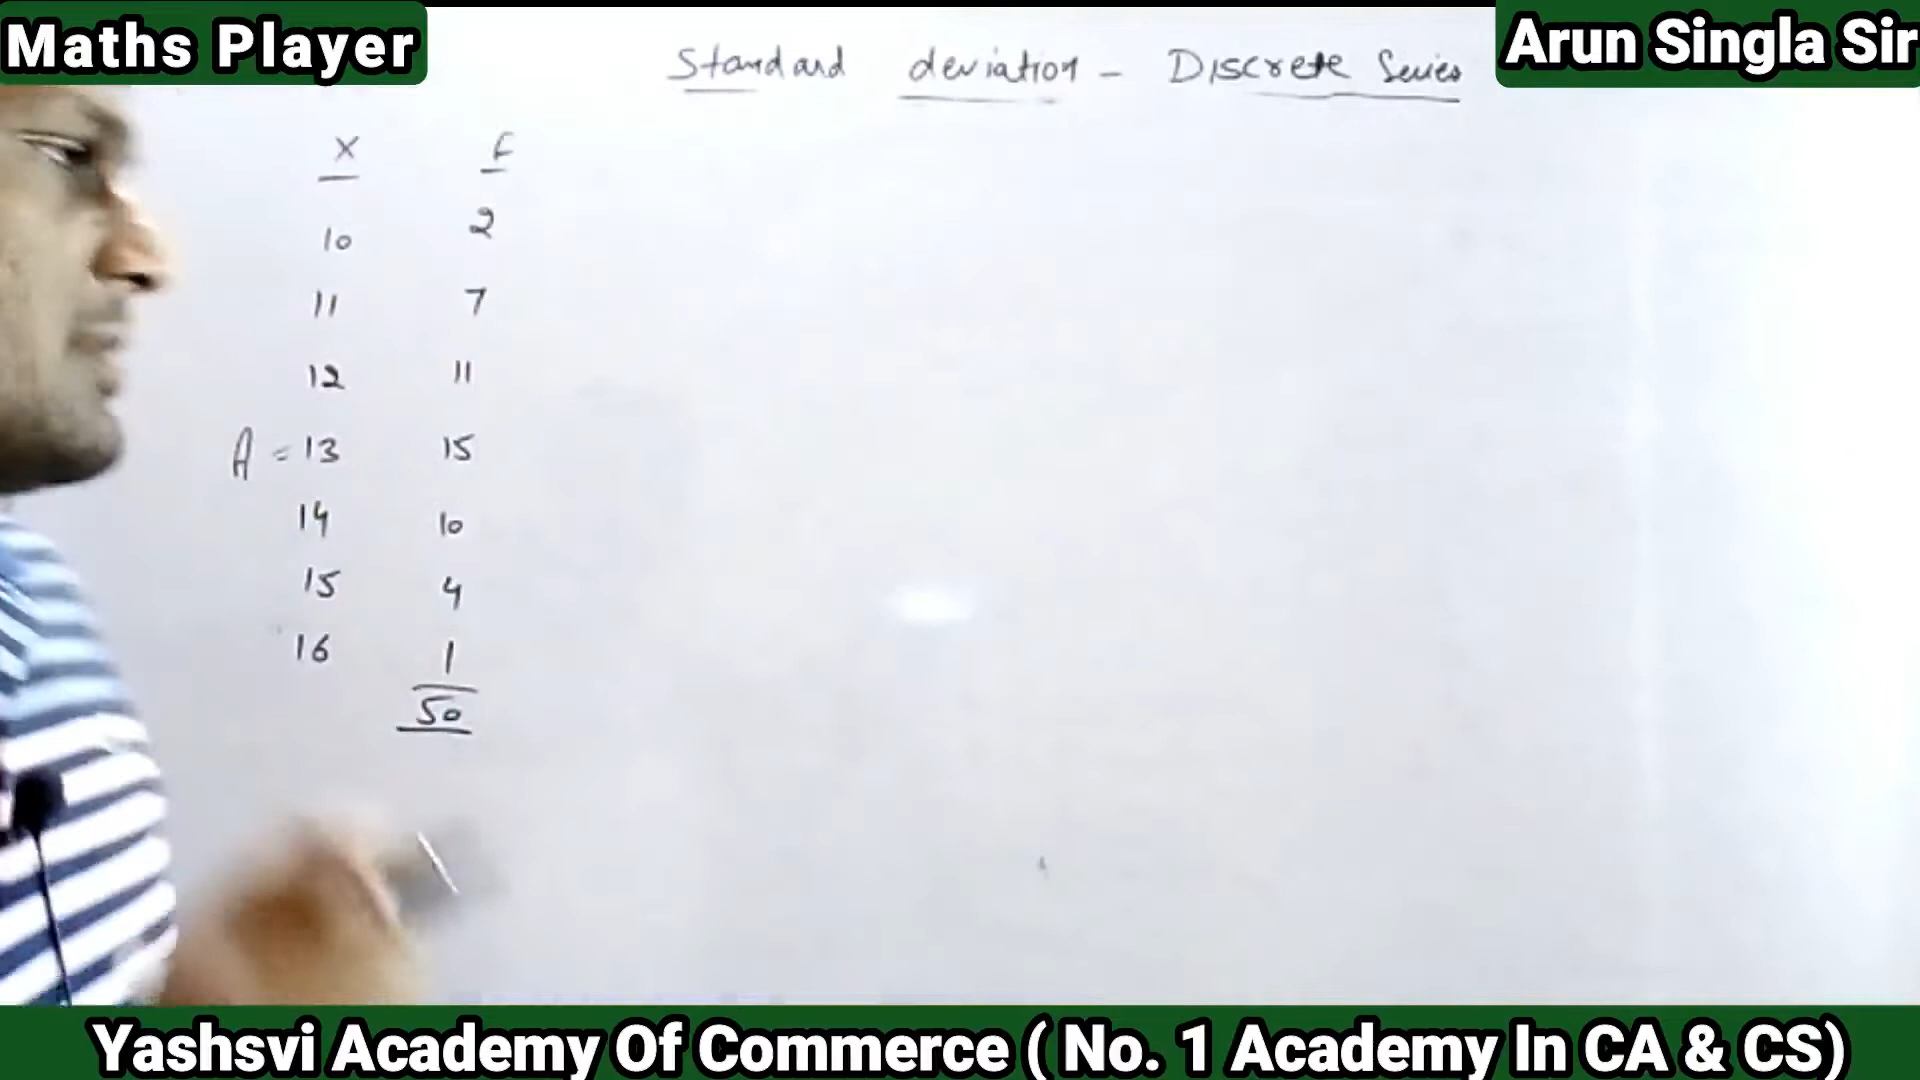 Maths Player
Arun Singla Sir
Standard deviation - Discrete Series
X f
10 2
11 7
12 11
A = 13 15
14 10
15 4
16 1
50
Yashsvi Academy Of Commerce ( No. 1 Academy In CA & CS)